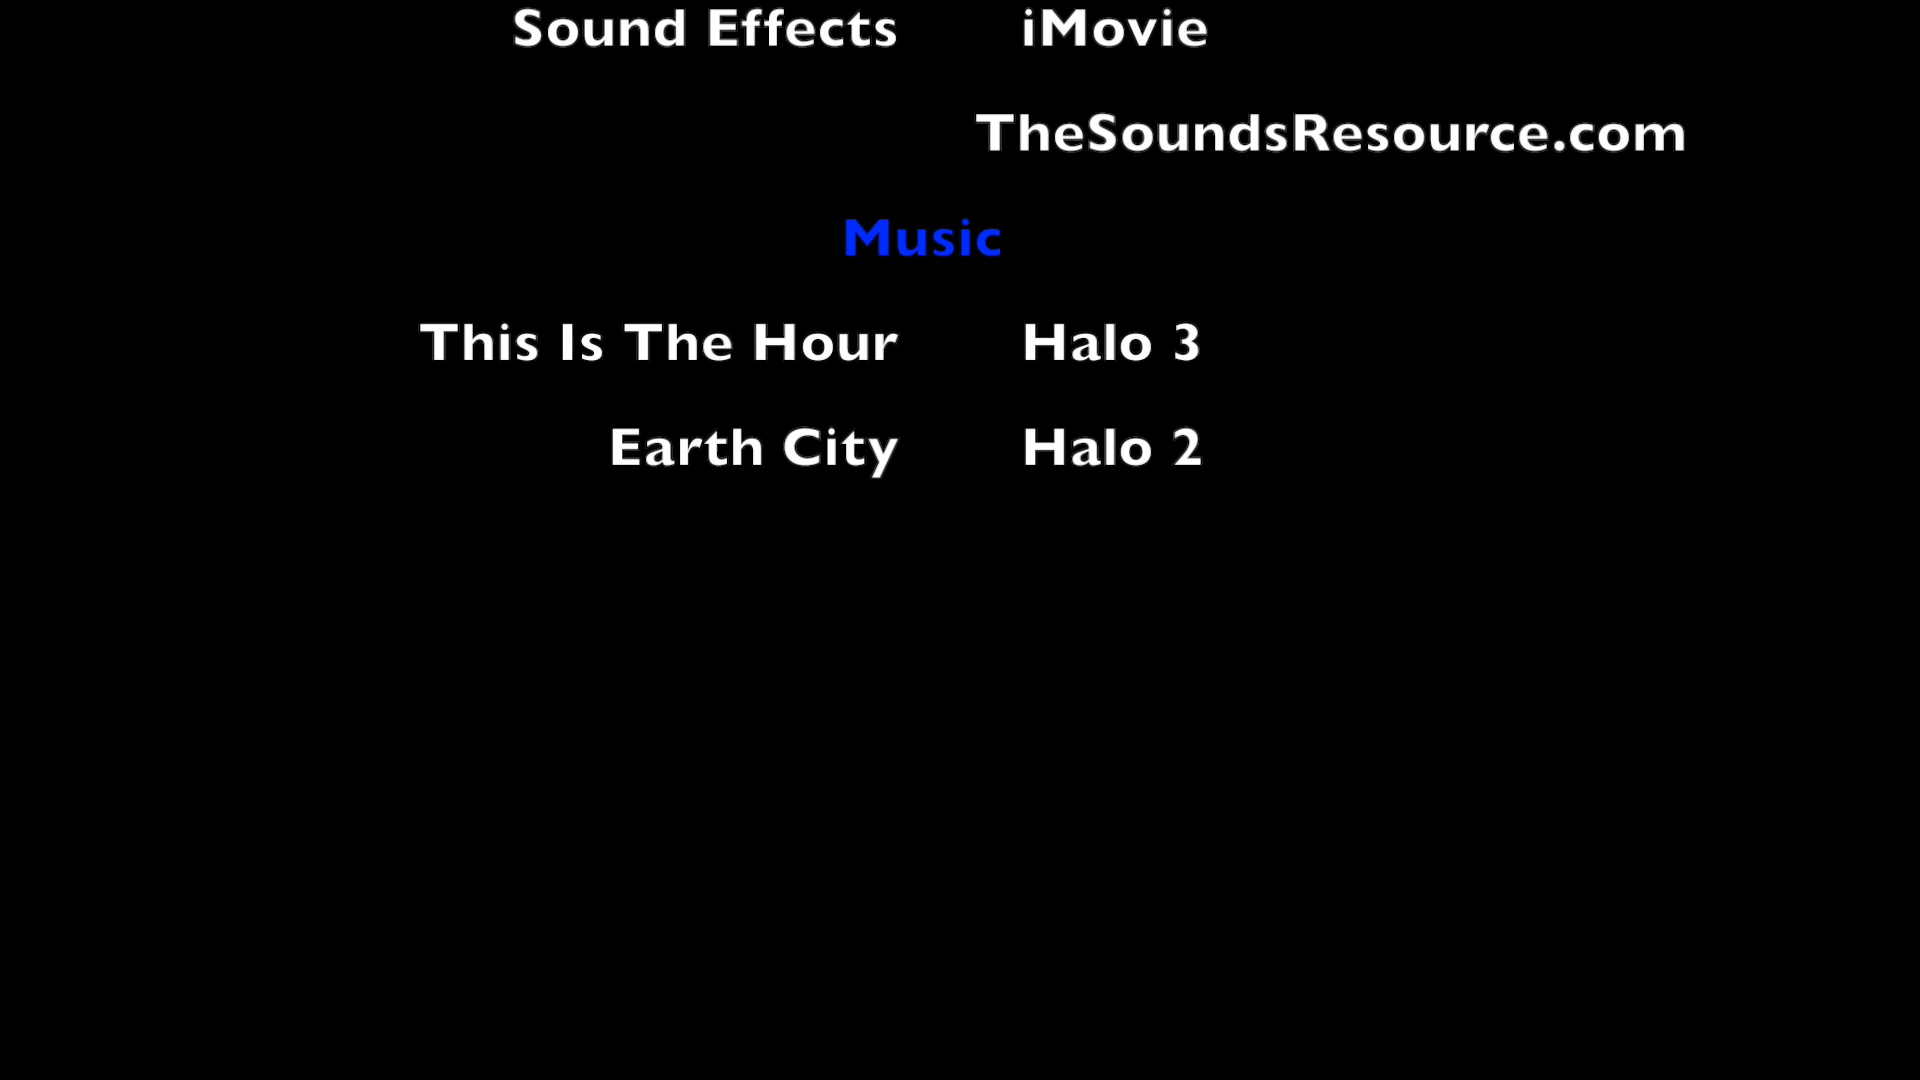 Sound Effects iMovie
TheSoundsResource.com
Music
This Is The Hour Halo 3
Earth City Halo 2